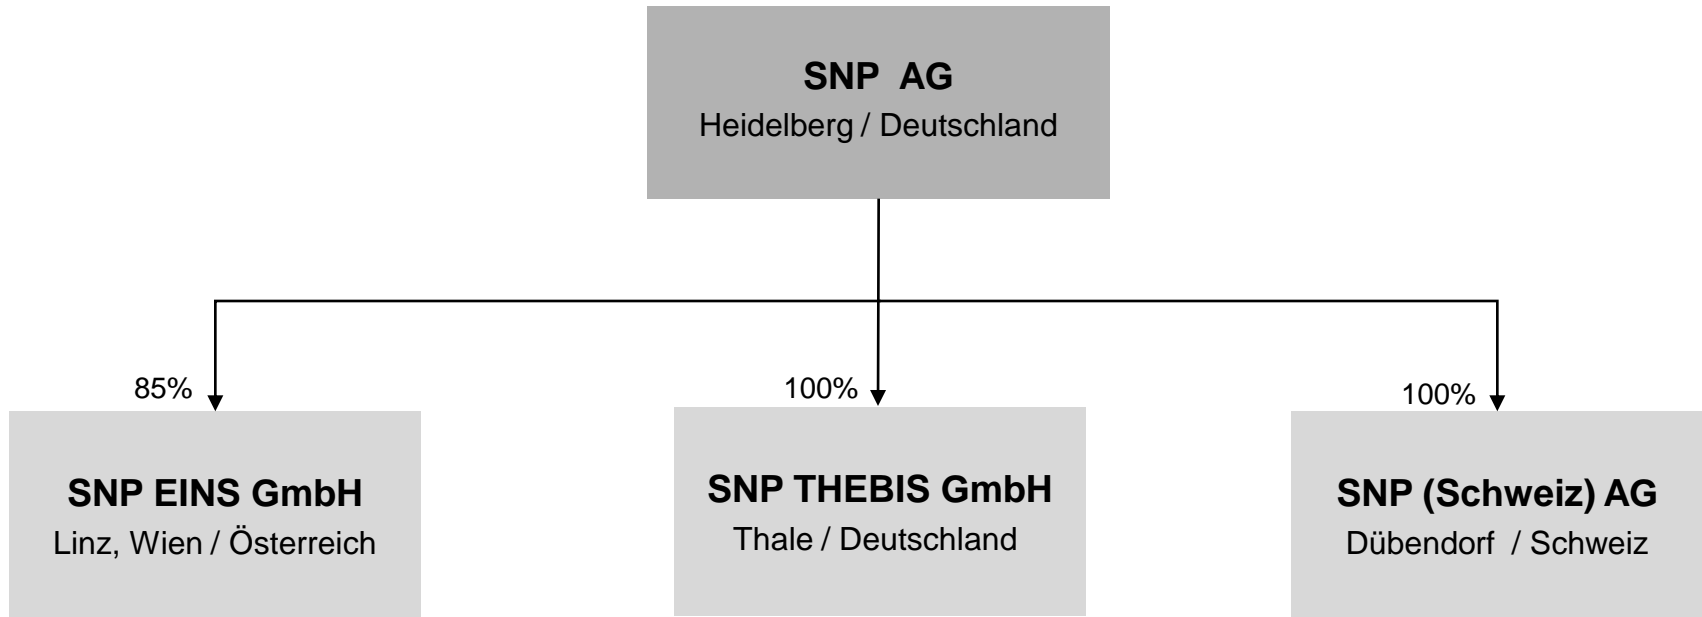 SNP AG
Heidelberg / Deutschland
85%
100%
100%
SNP EINS GmbH
Linz, Wien / Österreich
SNP THEBIS GmbH
Thale / Deutschland
SNP (Schweiz) AG
Dübendorf / Schweiz